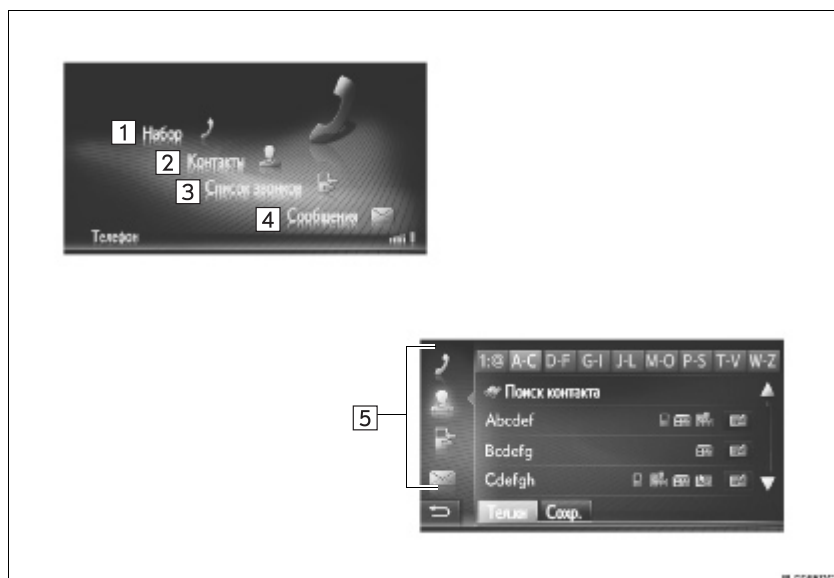 1 Набор
2 Контакты
3 Список звонков
4 Сообщения
Телефон
5
1:@ A-C D-F G-I J-L M-O P-S T-V W-Z
Поиск контакта
Abcdef
Bcdefg
Cdefgh
Сохр.